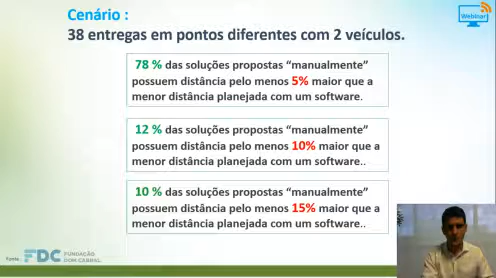 Cenário :
Webinar
38 entregas em pontos diferentes com 2 veículos.
78 % das soluções propostas “manualmente”
possuem distância pelo menos 5% maior que a
menor distância planejada com um software.
12 % das soluções propostas “manualmente”
possuem distância pelo menos 10% maior que a
menor distância planejada com um software..
10 % das soluções propostas “manualmente”
possuem distância pelo menos 15% maior que a
menor distância planejada com um software..
Fonte:
FDC FUNDAÇÃO
DOM CABRAL